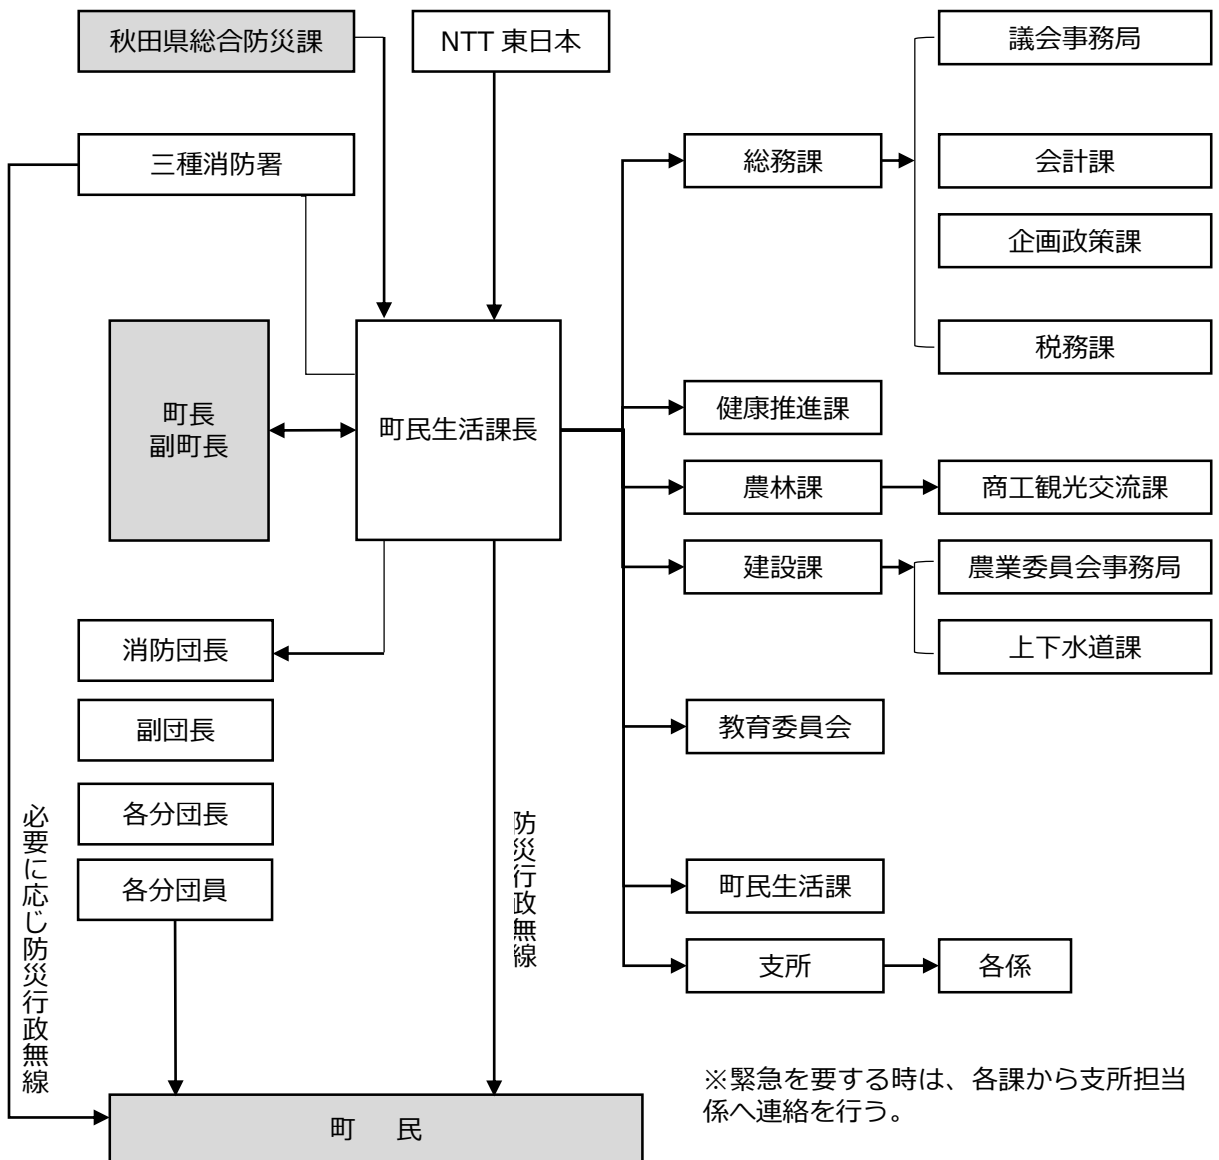 秋田県総合防災課
NTT 東日本
議会事務局
三種消防署
総務課
会計課
企画政策課
税務課
町長
副町長
町民生活課長
健康推進課
農林課
商工観光交流課
建設課
農業委員会事務局
消防団長
上下水道課
副団長
教育委員会
各分団長
必要に応じ防災行政無線
防災行政無線
各分団員
町民生活課
支所
各係
※緊急を要する時は、各課から支所担当
係へ連絡を行う。
町　民